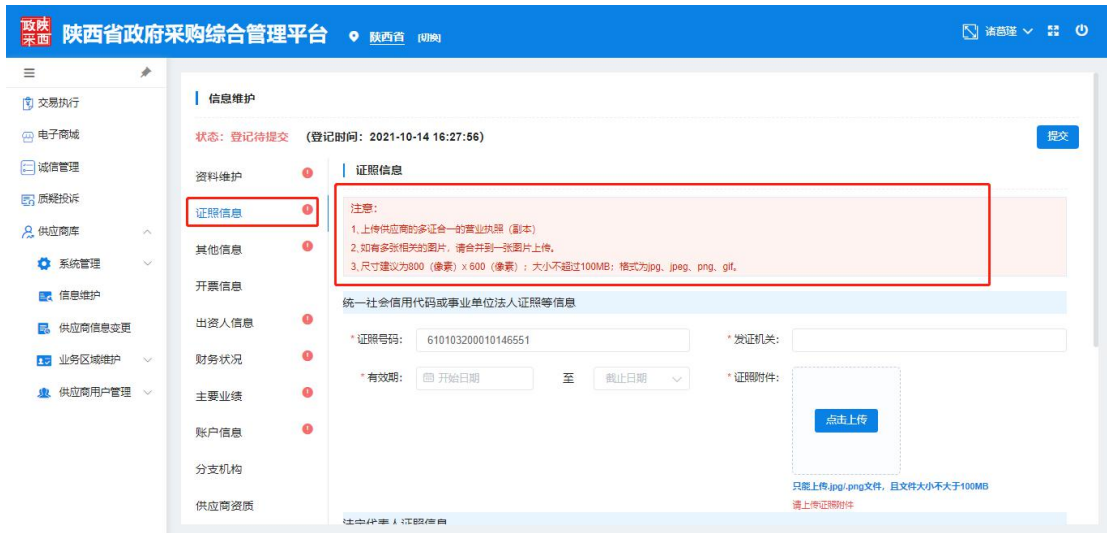 政陕
采西
陕西省政府采购综合管理平台
陕西省
[切换]
诸葛瑾
交易执行
电子商城
诚信管理
质疑投诉
供应商库
系统管理
信息维护
供应商信息变更
业务区域维护
供应商用户管理
信息维护
状态：登记待提交 （登记时间：2021-10-14 16:27:56）
提交
资料维护
证照信息
其他信息
开票信息
出资人信息
财务状况
主要业绩
账户信息
分支机构
供应商资质
证照信息
注意：
1、上传供应商的多证合一的营业执照（副本）
2、如有多张相关的图片，请合并到一张图片上传。
3、尺寸建议为800（像素）x 600（像素）；大小不超过100MB；格式为jpg、jpeg、png、gif。
统一社会信用代码或事业单位法人证照等信息
*证照号码： 610103200010146551
*发证机关：
*有效期： 开始日期 至 截止日期
*证照附件：
点击上传
只能上传.jpg/.png文件，且文件大小不大于100MB
请上传证照附件
法定代表人证照信息